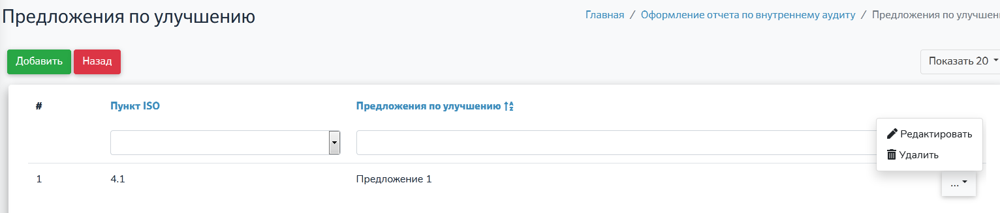 Предложения по улучшению
Главная / Оформление отчета по внутреннему аудиту / Предложения по улучшен
Добавить Назад
Показать 20
# Пункт ISO Предложения по улучшению
Редактировать
Удалить
1 4.1 Предложение 1
...